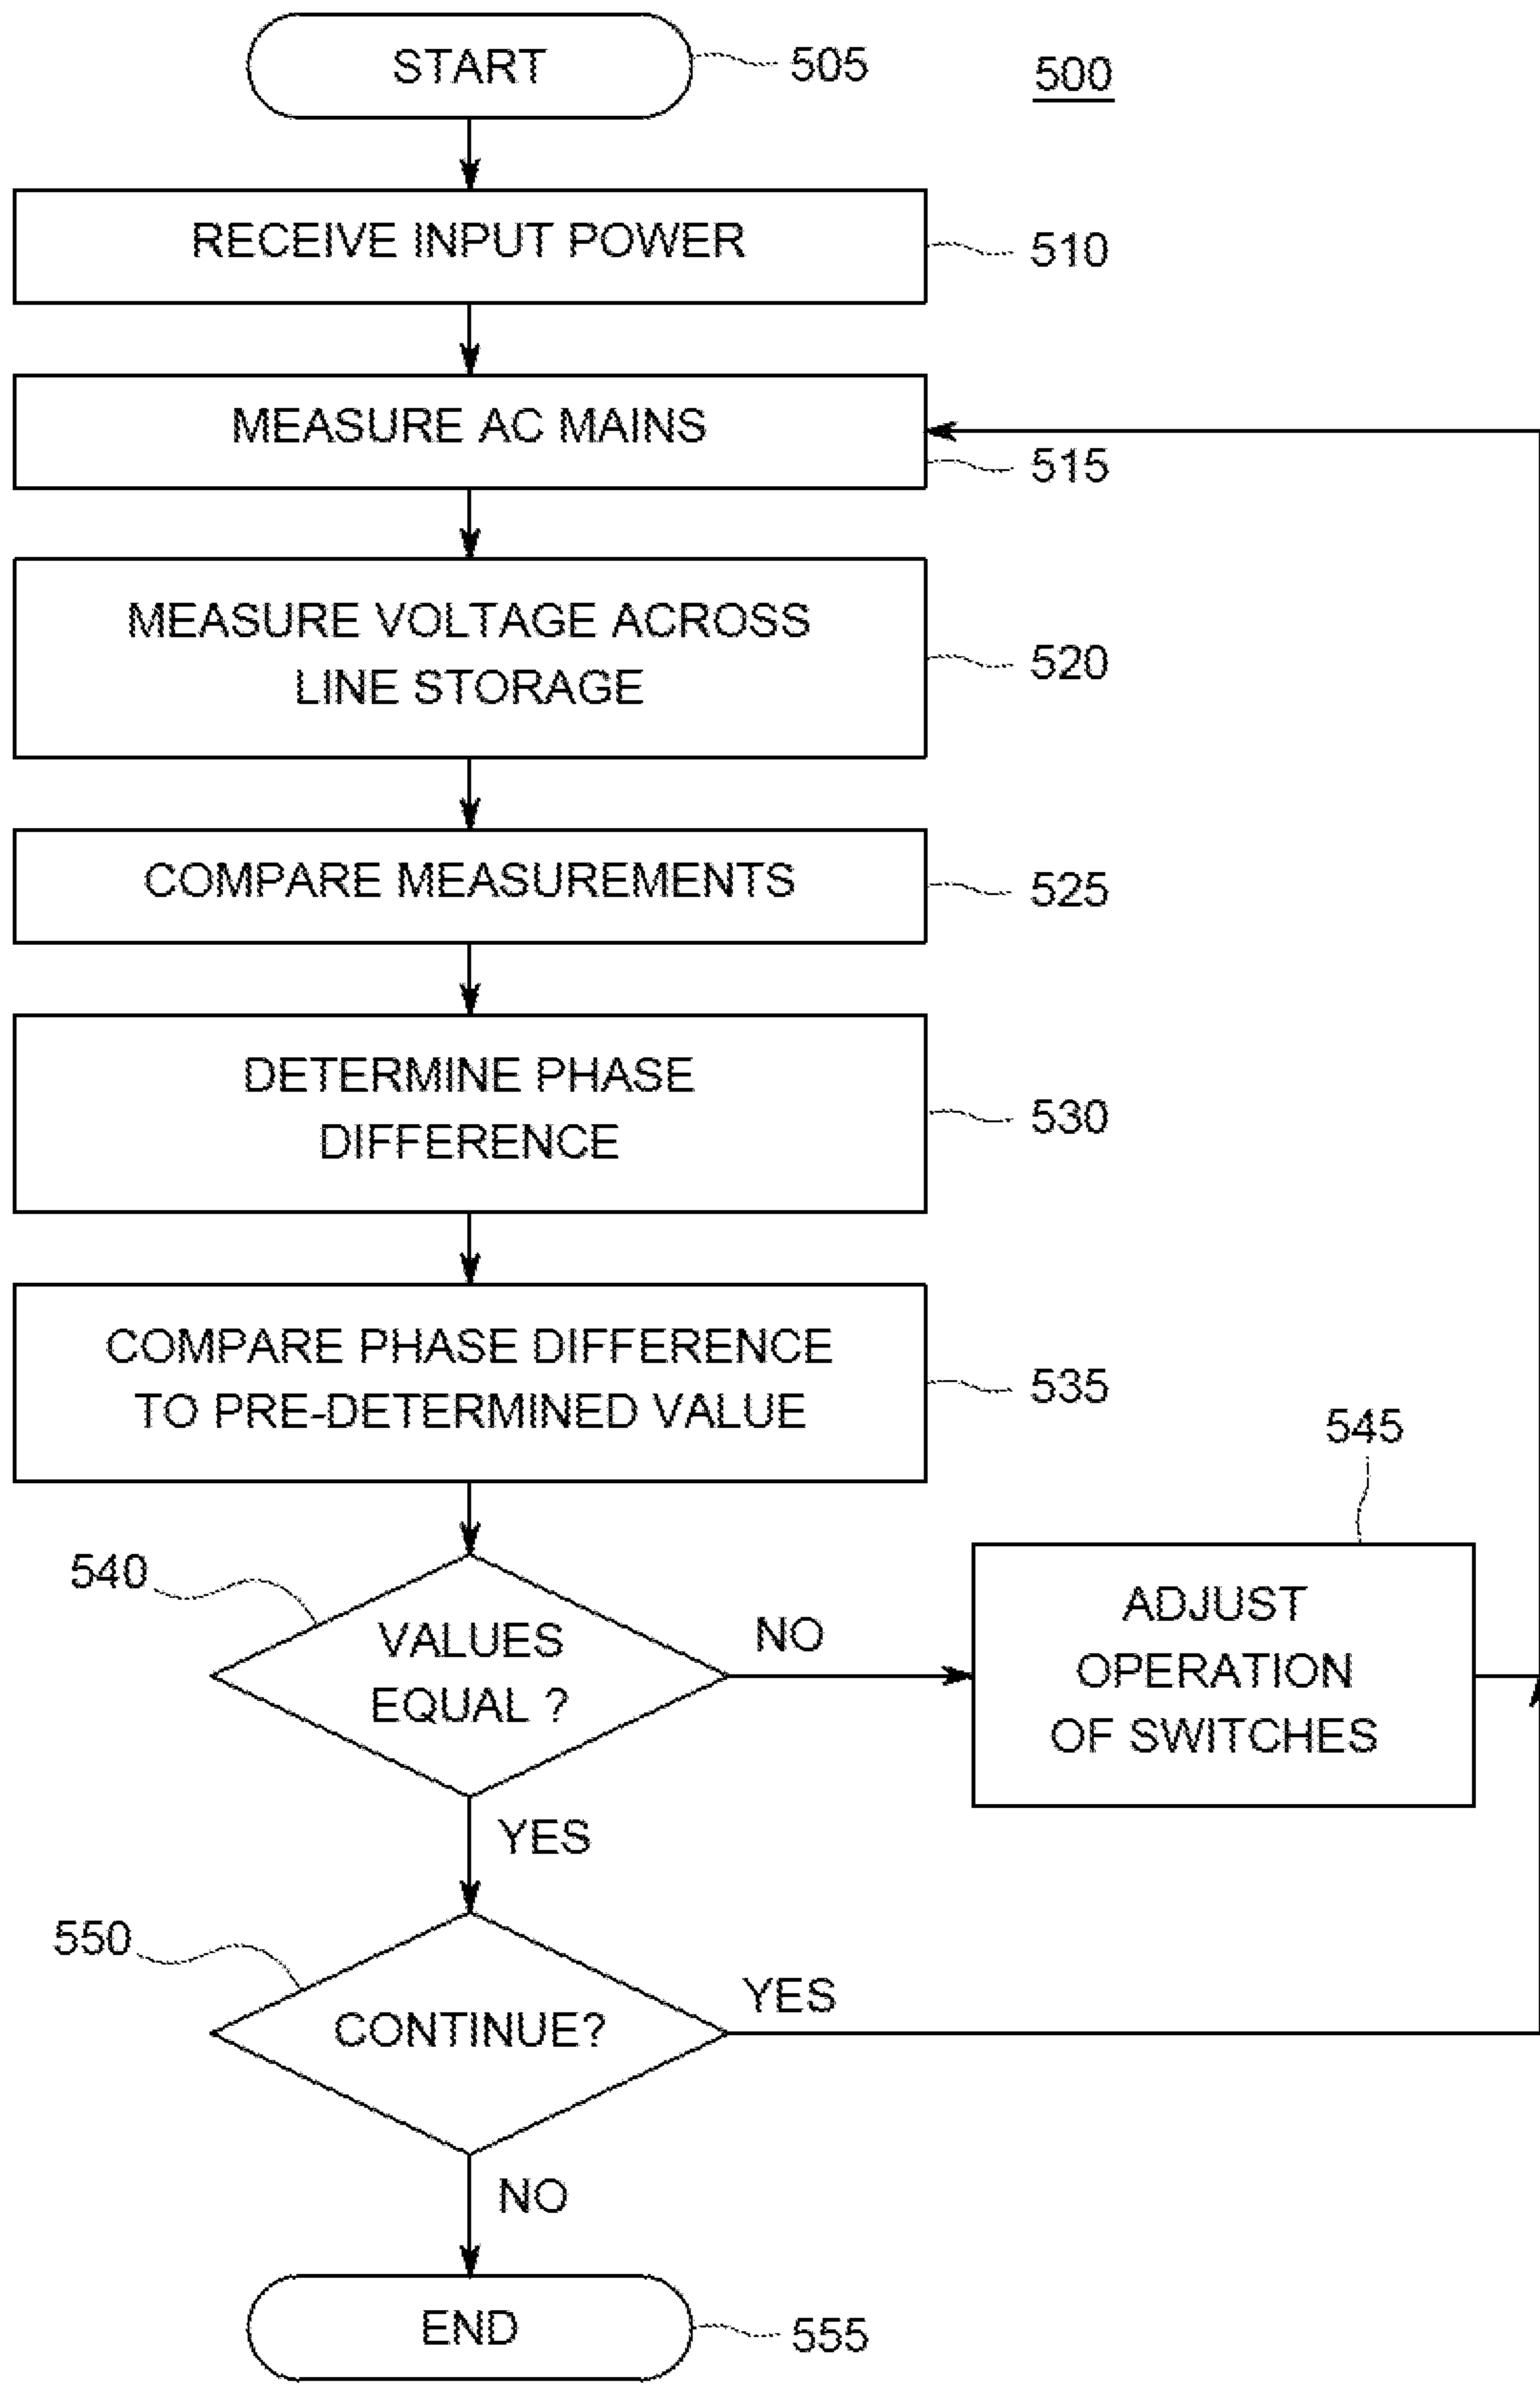 START
505
500
RECEIVE INPUT POWER
510
MEASURE AC MAINS
515
MEASURE VOLTAGE ACROSS
LINE STORAGE
520
COMPARE MEASUREMENTS
525
DETERMINE PHASE
DIFFERENCE
530
COMPARE PHASE DIFFERENCE
TO PRE-DETERMINED VALUE
535
540
VALUES
EQUAL ?
NO
545
ADJUST
OPERATION
OF SWITCHES
YES
550
CONTINUE?
YES
NO
END
555